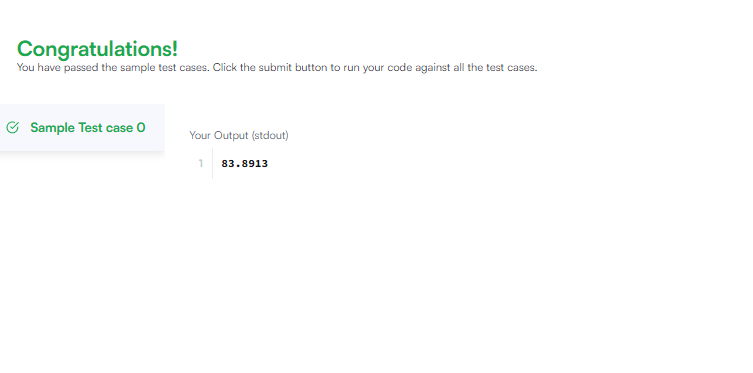 Congratulations!
You have passed the sample test cases. Click the submit button to run your code against all the test cases.
Sample Test case 0
Your Output (stdout)
1 83.8913